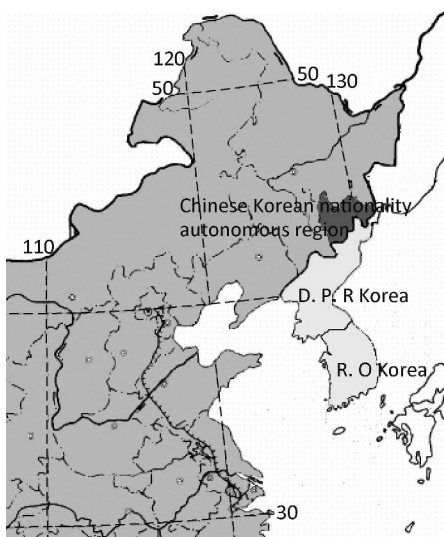 120
50
50
130
Chinese Korean nationality
autonomous region
110
D. P. R Korea
R. O Korea
30